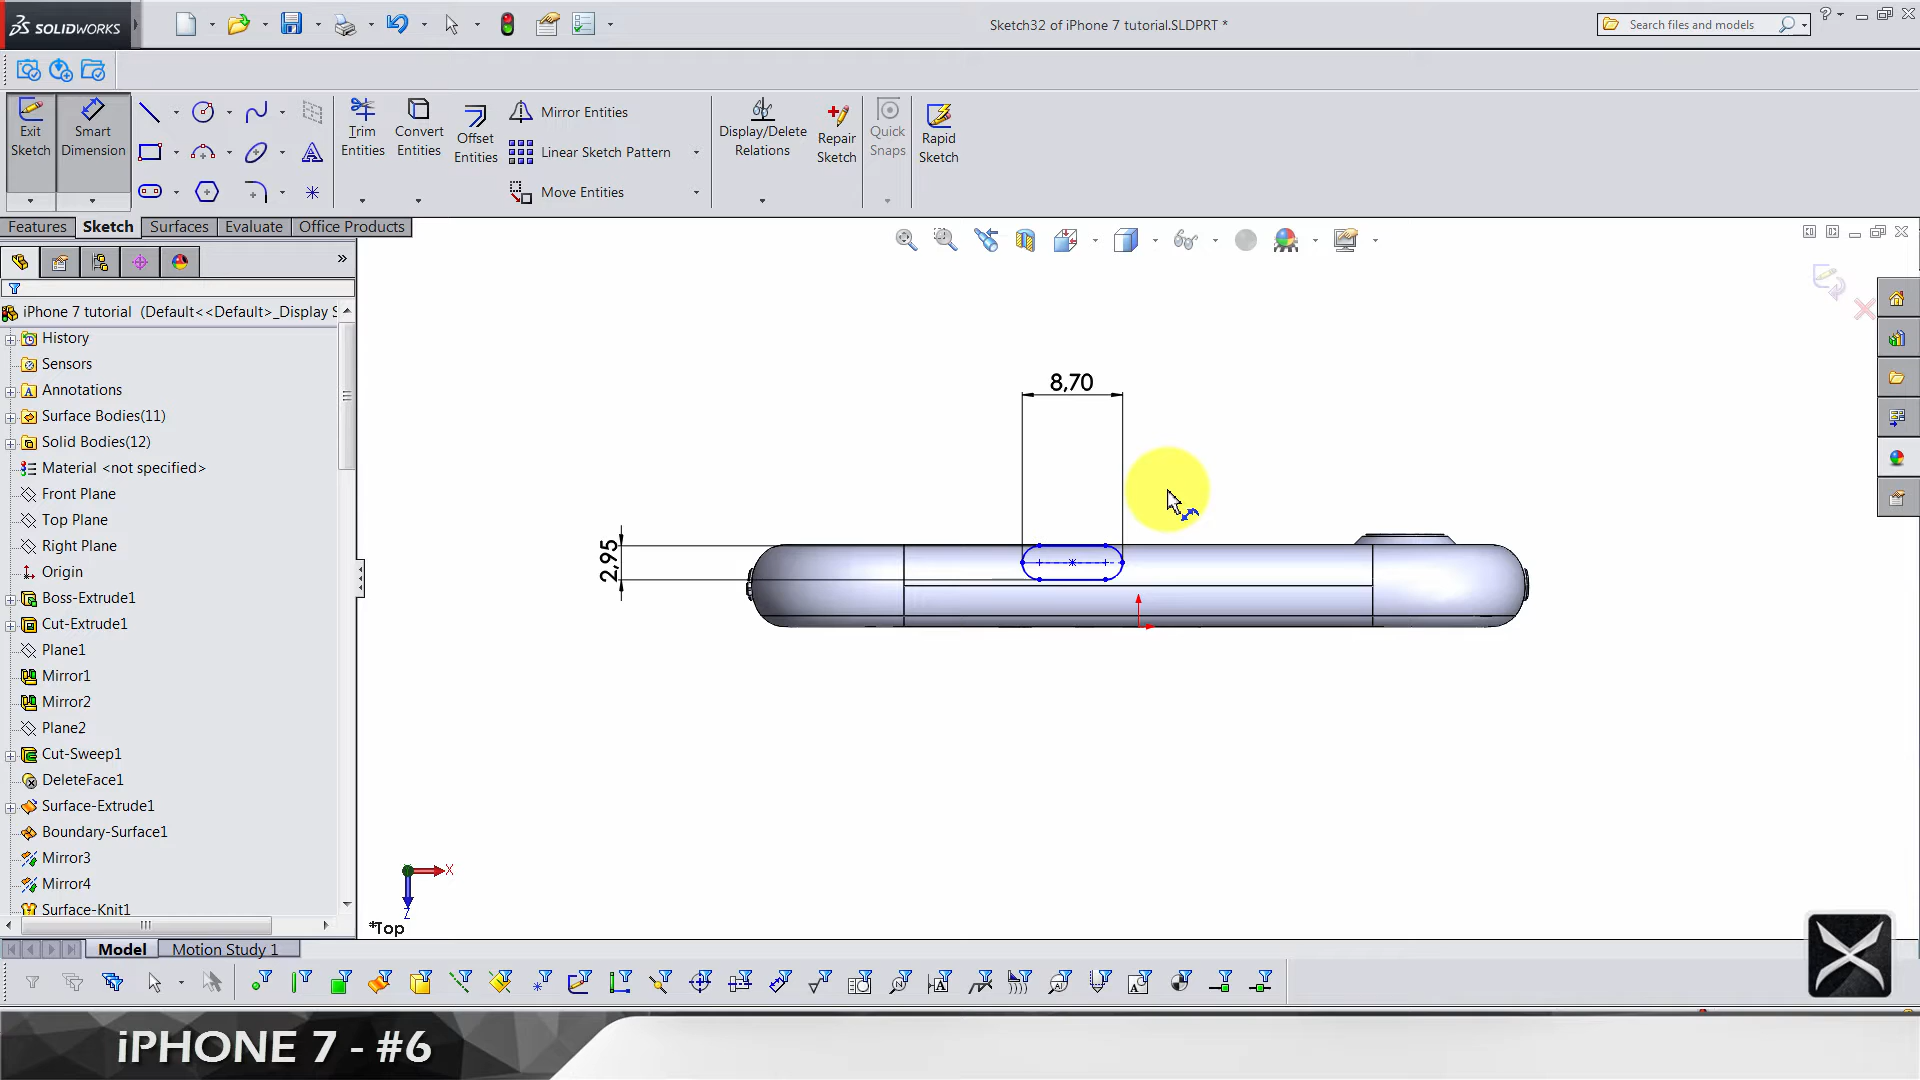 SOLIDWORKS
Sketch32 of iPhone 7 tutorial.SLDPRT *
Search files and models
?
Exit Sketch
Smart Dimension
Trim Entities
Convert Entities
Offset Entities
Mirror Entities
Linear Sketch Pattern
Move Entities
Display/Delete Relations
Repair Sketch
Quick Snaps
Rapid Sketch
Features
Sketch
Surfaces
Evaluate
Office Products
iPhone 7 tutorial (Default<<Default>_Display S
History
Sensors
Annotations
Surface Bodies(11)
Solid Bodies(12)
Material <not specified>
Front Plane
Top Plane
Right Plane
Origin
Boss-Extrude1
Cut-Extrude1
Plane1
Mirror1
Mirror2
Plane2
Cut-Sweep1
DeleteFace1
Surface-Extrude1
Boundary-Surface1
Mirror3
Mirror4
Surface-Knit1
8,70
2,95
X
Z
*Top
Model
Motion Study 1
iPHONE 7 - #6